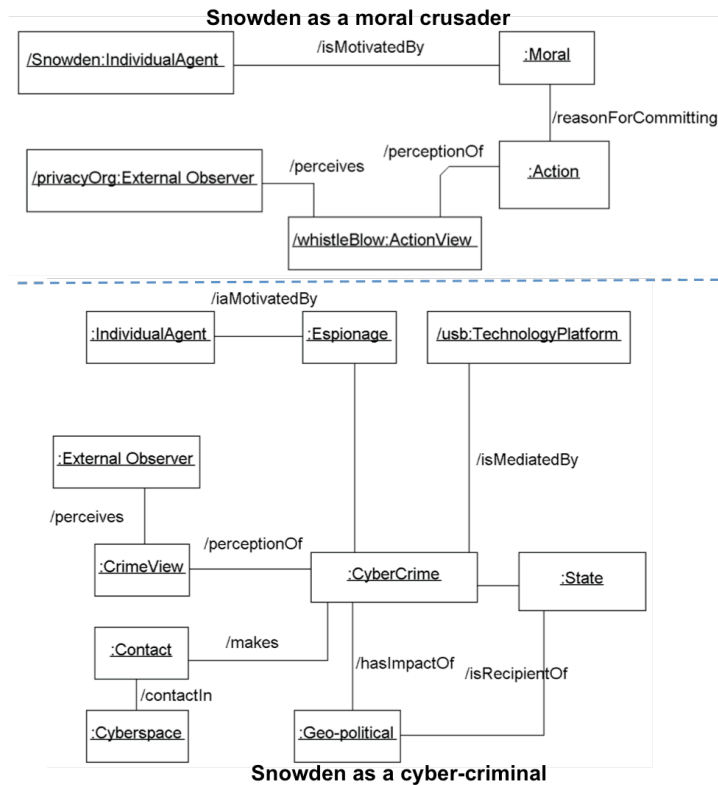 Snowden as a moral crusader
/isMotivatedBy
/Snowden:IndividualAgent
:Moral
/reasonForCommitting
/perceptionOf
/perceives
:Action
/privacyOrg:External Observer
/whistleBlow:ActionView
/iaMotivatedBy
:IndividualAgent
:Espionage
/usb:TechnologyPlatform
:External Observer
/isMediatedBy
/perceives
/perceptionOf
:CrimeView
:CyberCrime
:State
/makes
:Contact
/hasImpactOf
/isRecipientOf
/contactIn
:Cyberspace
:Geo-political
Snowden as a cyber-criminal